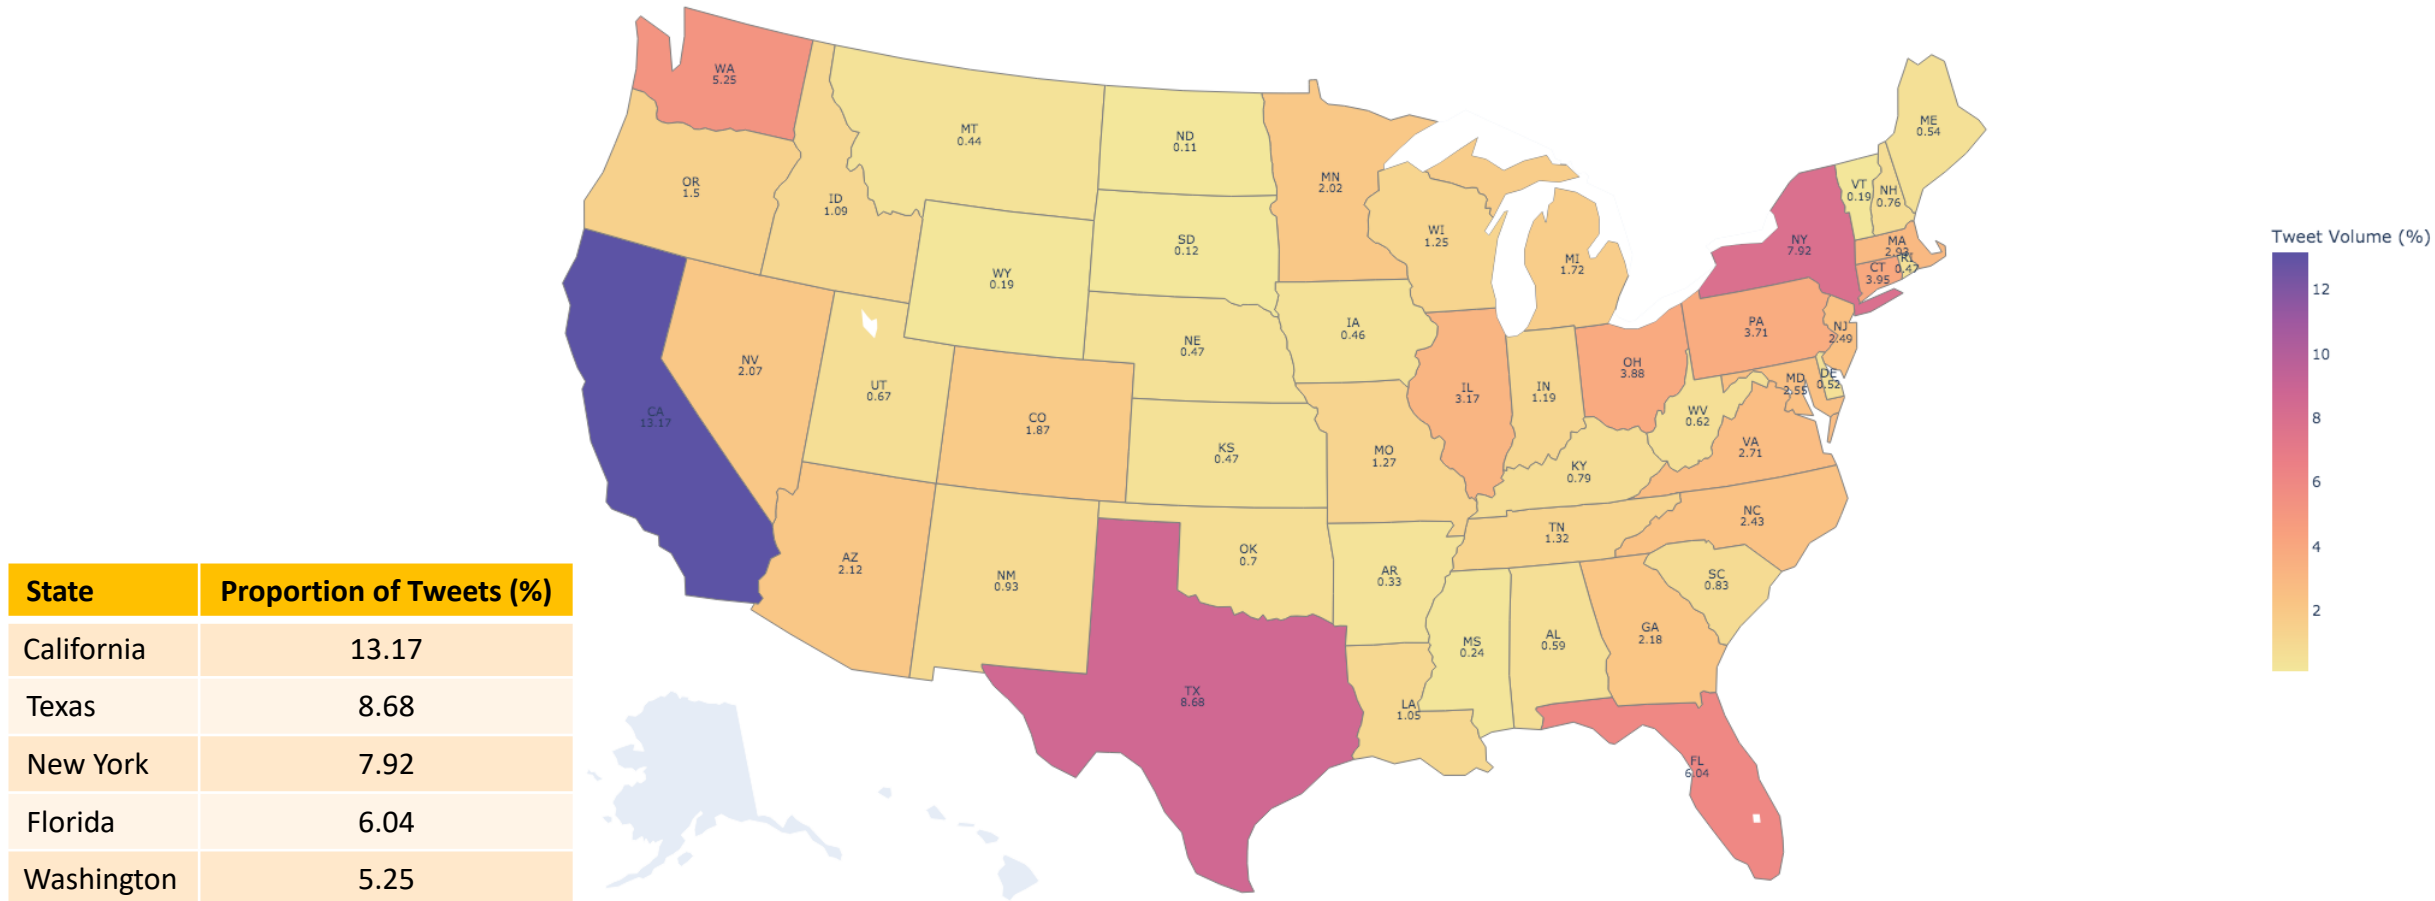 WA
5.25
MT
0.44
ND
0.11
ME
0.54
OR
1.5
ID
1.09
MN
2.02
VT
0.19
NH
0.76
WI
1.25
SD
0.12
NY
7.92
MA
2.93
RI
0.47
CT
3.95
MI
1.72
WY
0.19
Tweet Volume (%)
12
10
8
6
4
2
IA
0.46
PA
3.71
NJ
2.49
NE
0.47
NV
2.07
UT
0.67
OH
3.88
IL
3.17
IN
1.19
MD
2.55
DE
0.52
CA
13.17
CO
1.87
WV
0.62
KS
0.47
MO
1.27
VA
2.71
KY
0.79
NC
2.43
TN
1.32
AZ
2.12
OK
0.7
NM
0.93
AR
0.33
SC
0.83
GA
2.18
MS
0.24
AL
0.59
TX
8.68
LA
1.05
FL
6.04
State Proportion of Tweets (%)
California 13.17
Texas 8.68
New York 7.92
Florida 6.04
Washington 5.25